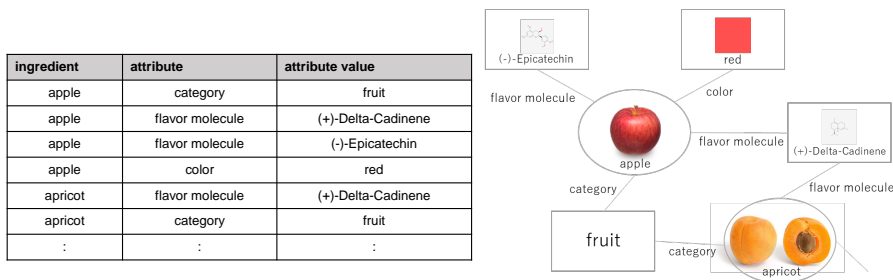 ingredient attribute attribute value
apple category fruit
apple flavor molecule (+)-Delta-Cadinene
apple flavor molecule (-)-Epicatechin
apple color red
apricot flavor molecule (+)-Delta-Cadinene
apricot category fruit
: : :
(-)-Epicatechin
red
flavor molecule
color
flavor molecule
(+)-Delta-Cadinene
apple
category
flavor molecule
fruit
category
apricot